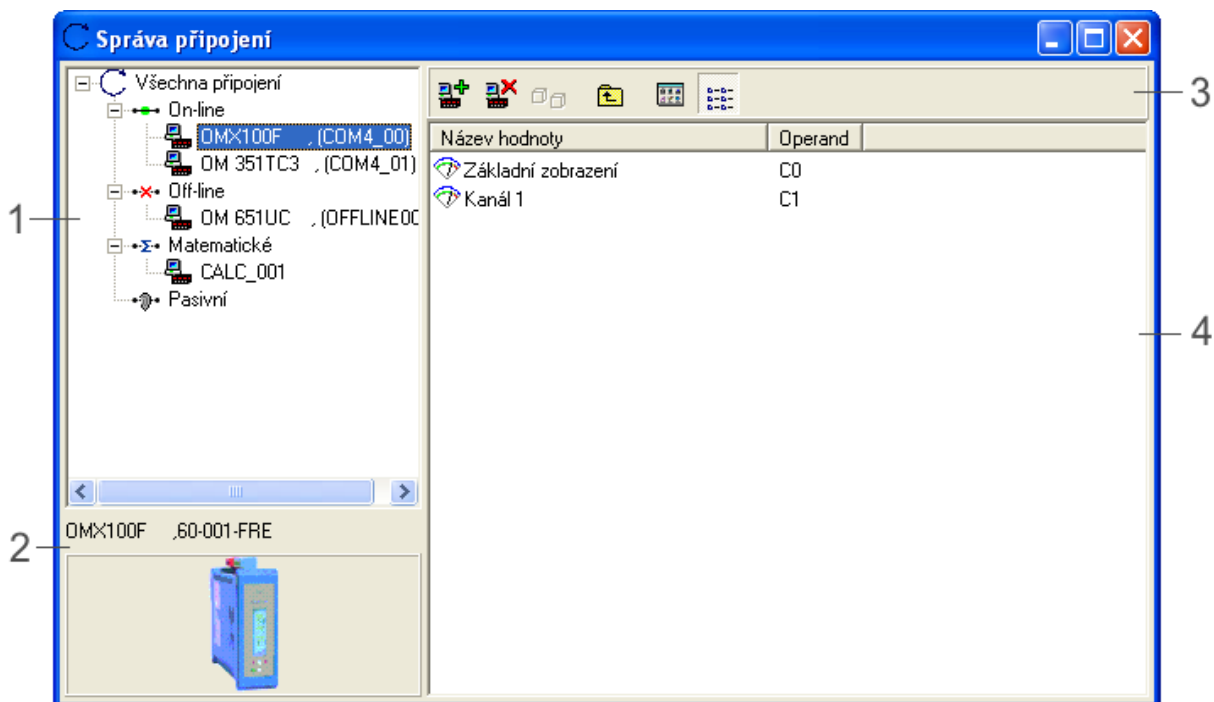 Správa připojení
Všechna připojení
On-line
OMX100F , (COM4_00)
OM 351TC3 , (COM4_01)
Off-line
OM 651UC , (OFFLINE00
Matematické
CALC_001
Pasivní
1
OMX100F ,60-001-FRE
2
3
Název hodnoty Operand
Základní zobrazení C0
Kanál 1 C1
4